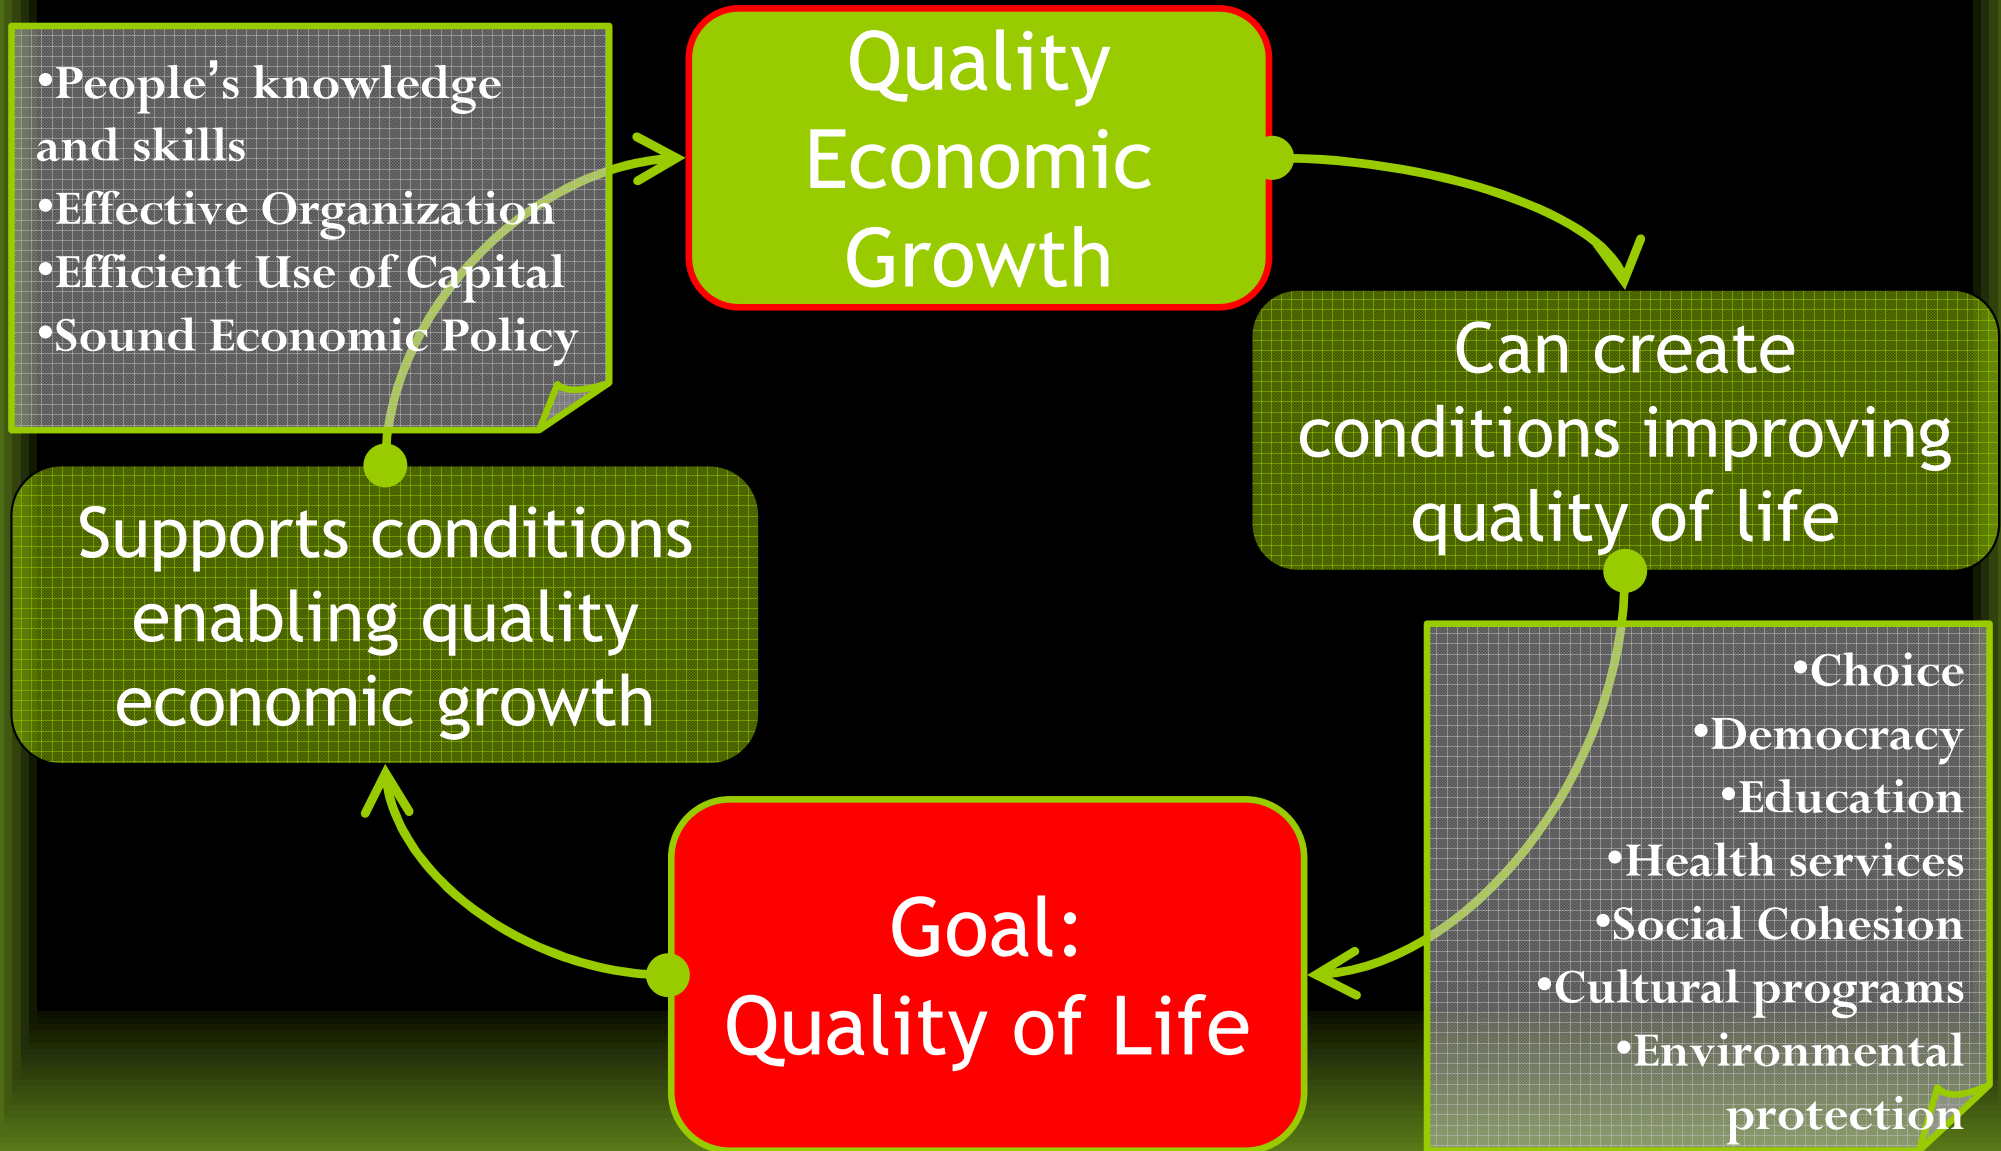 •People’s knowledge
and skills
•Effective Organization
•Efficient Use of Capital
•Sound Economic Policy
Quality
Economic
Growth
Can create
conditions improving
quality of life
Supports conditions
enabling quality
economic growth
•Choice
•Democracy
•Education
•Health services
•Social Cohesion
•Cultural programs
•Environmental
protection
Goal:
Quality of Life